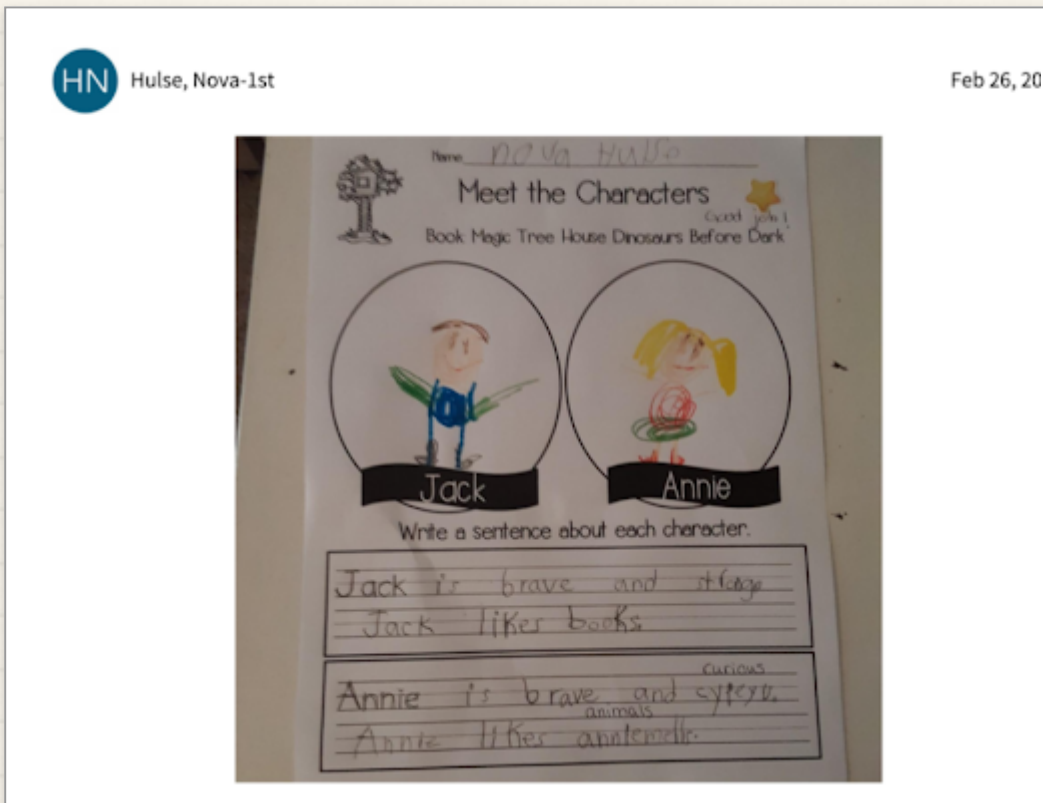 HN
Hulse, Nova-1st
Feb 26, 20
Name nova Hulse
Meet the Characters
Good job!
Book Magic Tree House Dinosaurs Before Dark
Jack
Annie
Write a sentence about each character.
Jack is brave and
Jack likes books.
curious
Annie is brave and
animals
Annie likes